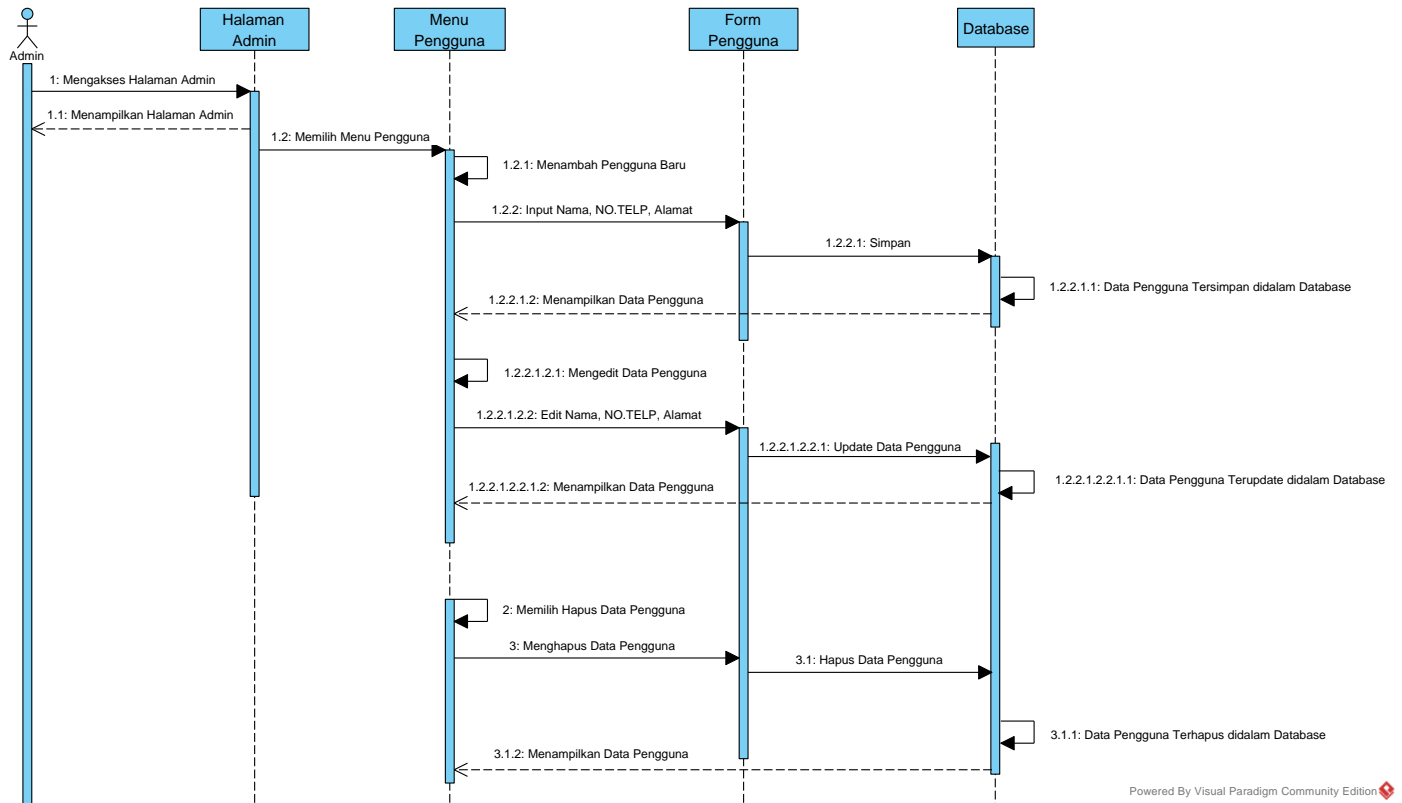 Halaman
Admin
Menu
Pengguna
Form
Pengguna
Database
Admin
1: Mengakses Halaman Admin
1.1: Menampilkan Halaman Admin
1.2: Memilih Menu Pengguna
1.2.1: Menambah Pengguna Baru
1.2.2: Input Nama, NO.TELP, Alamat
1.2.2.1: Simpan
1.2.2.1.1: Data Pengguna Tersimpan didalam Database
1.2.2.1.2: Menampilkan Data Pengguna
1.2.2.1.2.1: Mengedit Data Pengguna
1.2.2.1.2.2: Edit Nama, NO.TELP, Alamat
1.2.2.1.2.2.1: Update Data Pengguna
1.2.2.1.2.2.1.1: Data Pengguna Terupdate didalam Database
1.2.2.1.2.2.1.2: Menampilkan Data Pengguna
2: Memilih Hapus Data Pengguna
3: Menghapus Data Pengguna
3.1: Hapus Data Pengguna
3.1.1: Data Pengguna Terhapus didalam Database
3.1.2: Menampilkan Data Pengguna
Powered By Visual Paradigm Community Edition